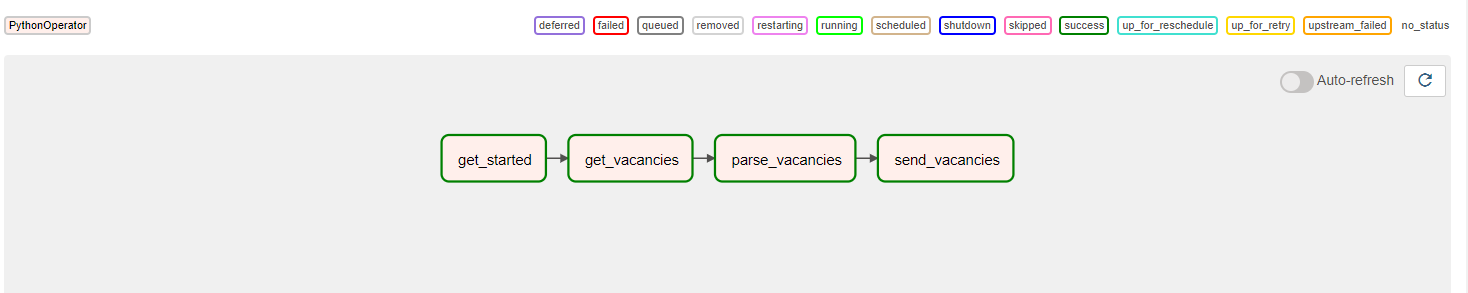 PythonOperator deferred failed queued removed restarting running scheduled shutdown skipped success up_for_reschedule up_for_retry upstream_failed no_status
Auto-refresh
get_started get_vacancies parse_vacancies send_vacancies